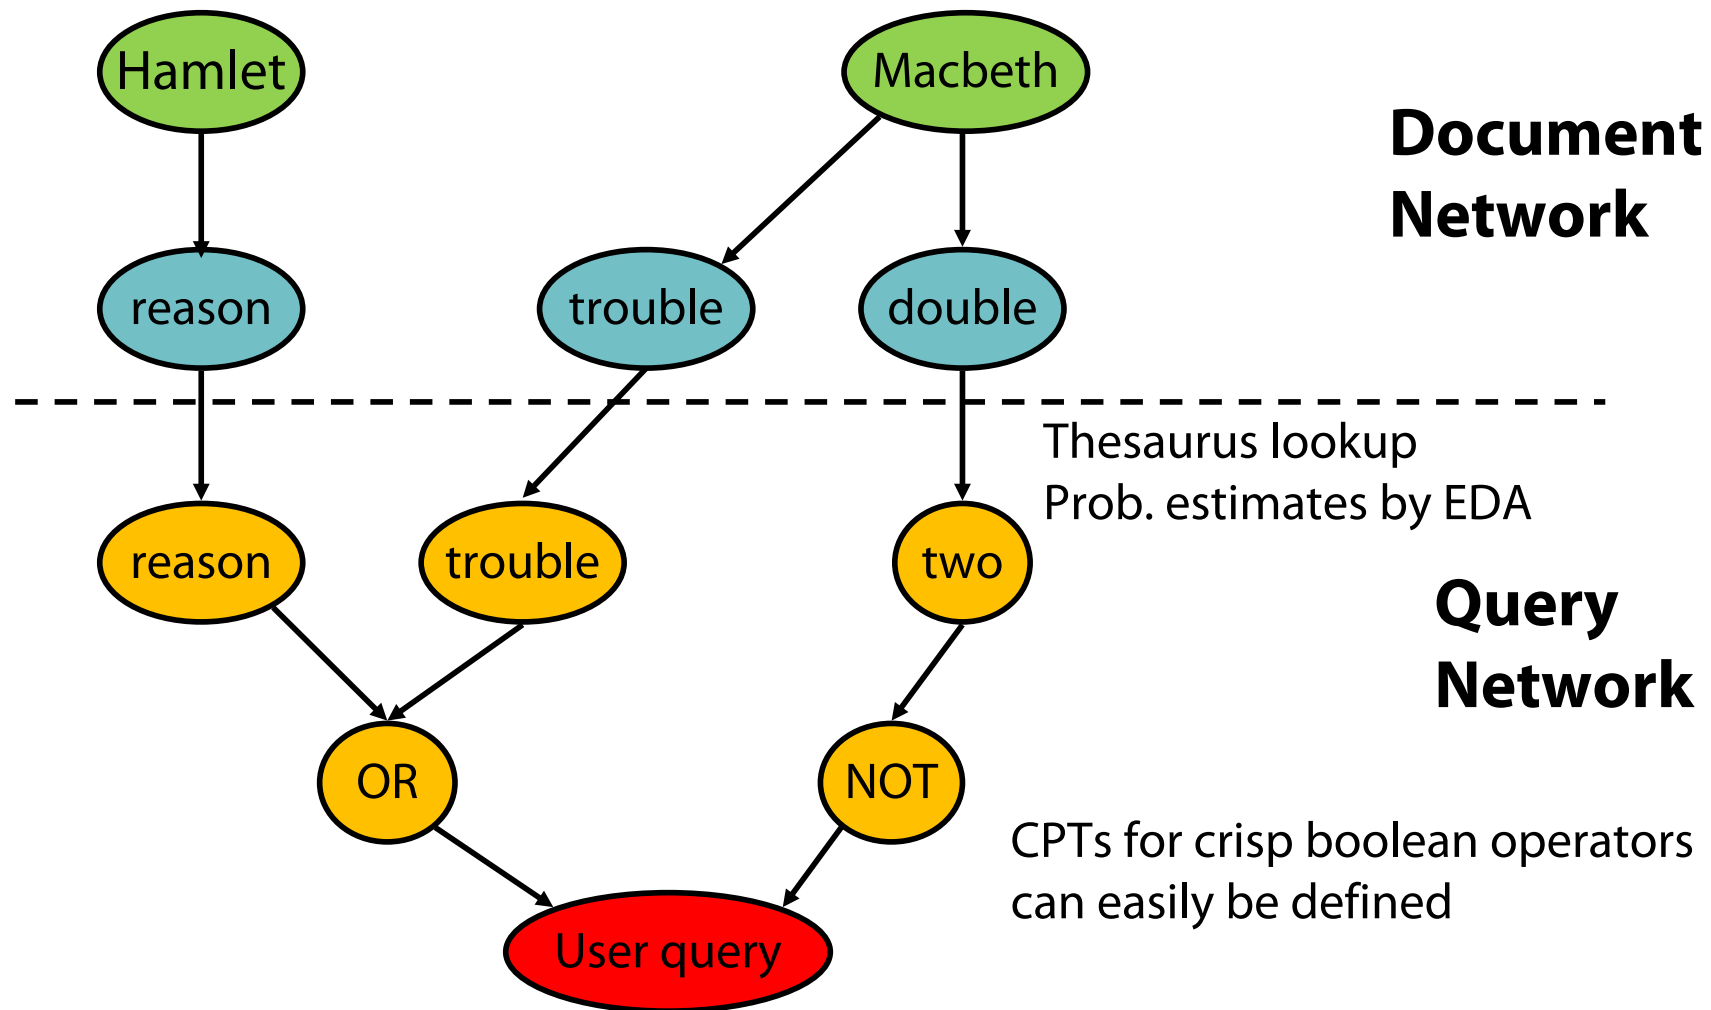 Hamlet
Macbeth
Document
Network
reason
trouble
double
Thesaurus lookup
Prob. estimates by EDA
reason
trouble
two
Query
Network
OR
NOT
CPTs for crisp boolean operators
can easily be defined
User query